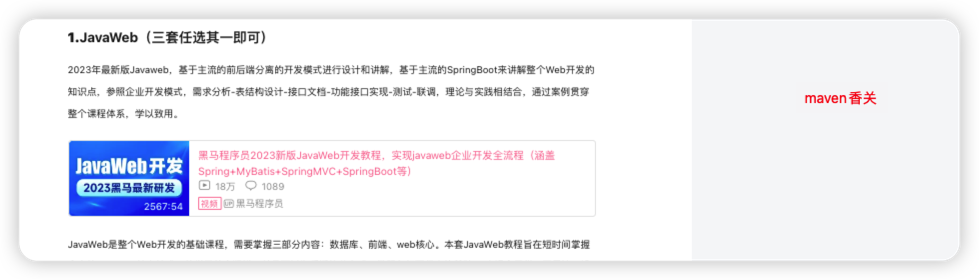 1.JavaWeb（三套任选其一即可）
2023年最新版Javaweb，基于主流的前后端分离的开发模式进行设计和讲解，基于主流的SpringBoot来讲解整个Web开发的
知识点，参照企业开发模式，需求分析-表结构设计-接口文档-功能接口实现-测试-联调，理论与实践相结合，通过案例贯穿
整个课程体系，学以致用。
JavaWeb开发
2023黑马最新研发
2567:54
黑马程序员2023新版JavaWeb开发教程，实现javaweb企业开发全流程（涵盖
Spring+MyBatis+SpringMVC+SpringBoot等）
18万 1089
视频 UP 黑马程序员
JavaWeb是整个Web开发的基础课程，需要掌握三部分内容：数据库、前端、web核心。本套JavaWeb教程旨在短时间掌握
maven 香关